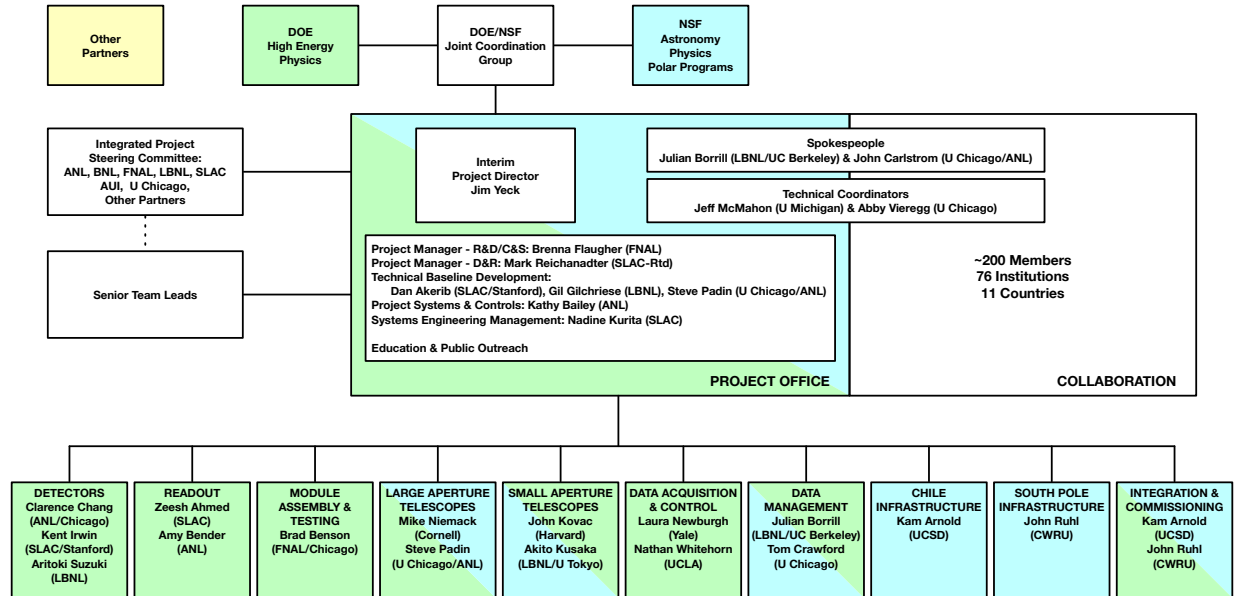 Other
Partners
DOE
High Energy
Physics
DOE/NSF
Joint Coordination
Group
NSF
Astronomy
Physics
Polar Programs
Integrated Project
Steering Committee:
ANL, BNL, FNAL, LBNL, SLAC
AUI, U Chicago,
Other Partners
Senior Team Leads
Interim
Project Director
Jim Yeck
Spokespeople
Julian Borrill (LBNL/UC Berkeley) & John Carlstrom (U Chicago/ANL)
Technical Coordinators
Jeff McMahon (U Michigan) & Abby Vieregg (U Chicago)
Project Manager - R&D/C&S: Brenna Flaugher (FNAL)
Project Manager - D&R: Mark Reichanadter (SLAC-Rtd)
Technical Baseline Development:
Dan Akerib (SLAC/Stanford), Gil Gilchriese (LBNL), Steve Padin (U Chicago/ANL)
Project Systems & Controls: Kathy Bailey (ANL)
Systems Engineering Management: Nadine Kurita (SLAC)
Education & Public Outreach
PROJECT OFFICE
~200 Members
76 Institutions
11 Countries
COLLABORATION
DETECTORS
Clarence Chang
(ANL/Chicago)
Kent Irwin
(SLAC/Stanford)
Aritoki Suzuki
(LBNL)
READOUT
Zeesh Ahmed
(SLAC)
Amy Bender
(ANL)
MODULE
ASSEMBLY &
TESTING
Brad Benson
(FNAL/Chicago)
LARGE APERTURE
TELESCOPES
Mike Niemack
(Cornell)
Steve Padin
(U Chicago/ANL)
SMALL APERTURE
TELESCOPES
John Kovac
(Harvard)
Akito Kusaka
(LBNL/U Tokyo)
DATA ACQUISITION
& CONTROL
Laura Newburgh
(Yale)
Nathan Whitehorn
(UCLA)
DATA
MANAGEMENT
Julian Borrill
(LBNL/UC Berkeley)
Tom Crawford
(U Chicago)
CHILE
INFRASTRUCTURE
Kam Arnold
(UCSD)
SOUTH POLE
INFRASTRUCTURE
John Ruhl
(CWRU)
INTEGRATION &
COMMISSIONING
Kam Arnold
(UCSD)
John Ruhl
(CWRU)